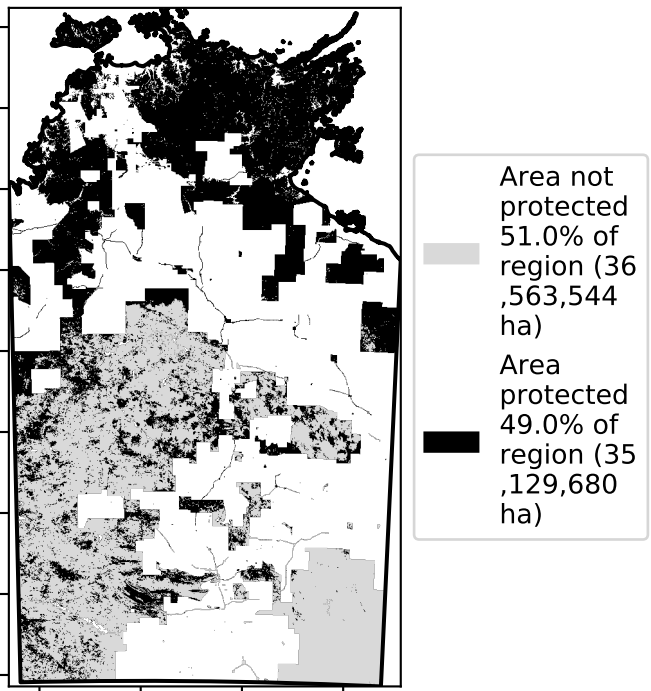 Area not
protected
51.0% of
region (36
,563,544
ha)
Area
protected
49.0% of
region (35
,129,680
ha)